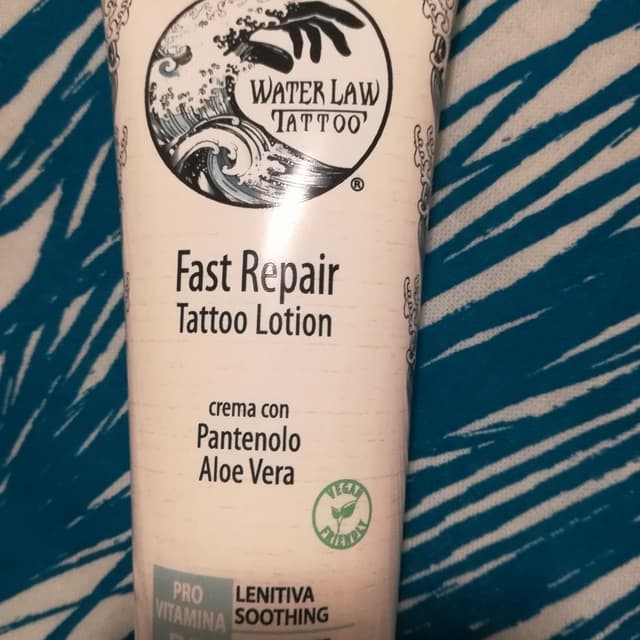 WATER LAW
TATTOO
®
Fast Repair
Tattoo Lotion
crema con
Pantenolo
Aloe Vera
VEGAN
FRIENDLY
PRO
VITAMINA
LENITIVA
SOOTHING